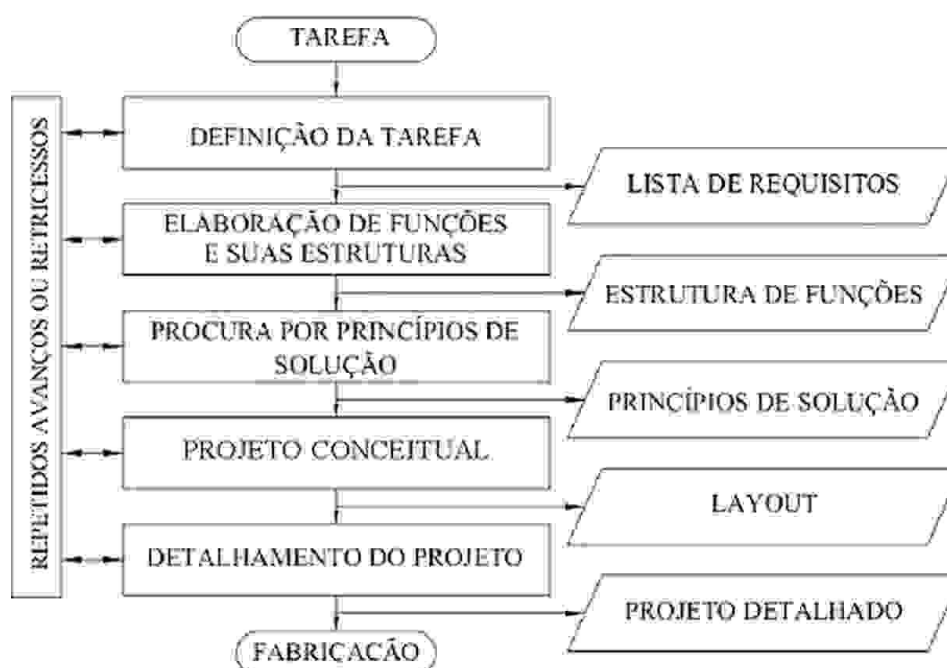 TAREFA
DEFINIÇÃO DA TAREFA
LISTA DE REQUISITOS
ELABORAÇÃO DE FUNÇÕES
E SUAS ESTRUTURAS
ESTRUTURA DE FUNÇÕES
PROCURA POR PRINCÍPIOS DE
SOLUÇÃO
PRINCÍPIOS DE SOLUÇÃO
PROJETO CONCEITUAL
LAYOUT
DETALHAMENTO DO PROJETO
PROJETO DETALHADO
FABRICACÃO
REPETIDOS AVANÇOS OU RETRICESSOS